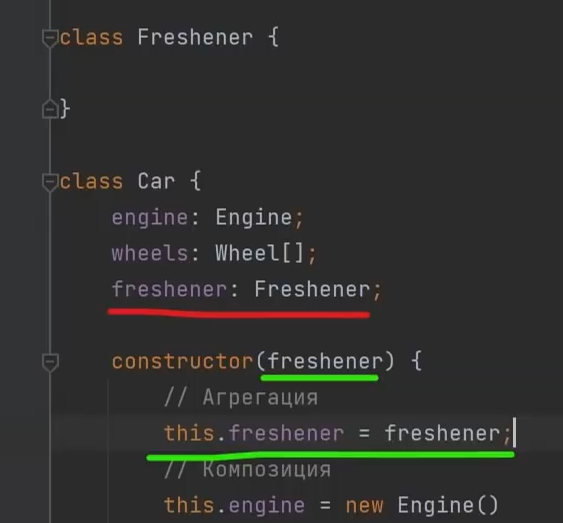 class Freshener {
}
class Car {
engine: Engine;
wheels: Wheel[];
freshener: Freshener;
constructor(freshener) {
// Агрегация
this.freshener = freshener;
// Композиция
this.engine = new Engine()